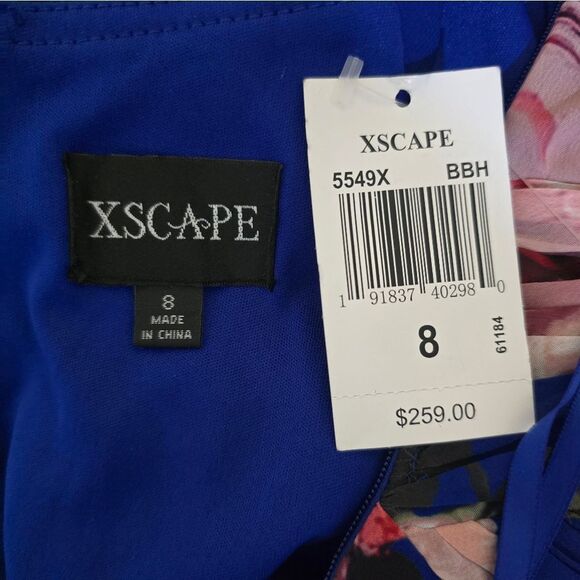 XSCAPE
8
MADE
IN CHINA
XSCAPE
5549X BBH
1 91837 40298 0
8
61184
$259.00